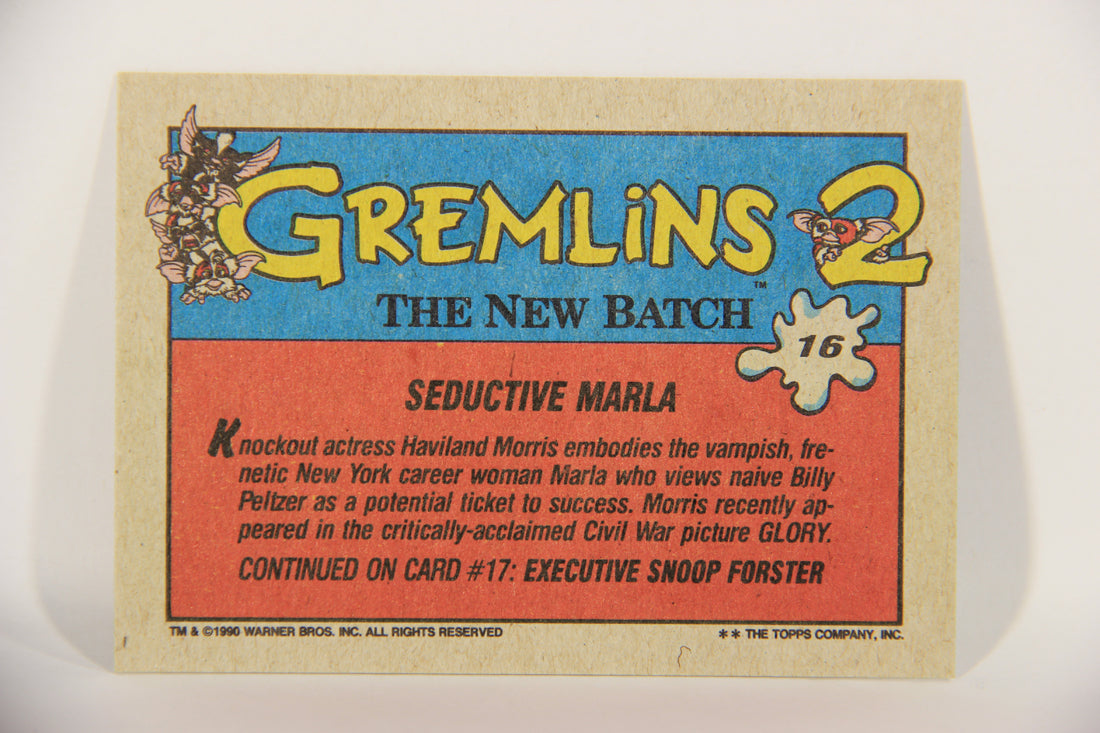 GREMLiNS 2
™
THE NEW BATCH
16
SEDUCTIVE MARLA
Knockout actress Haviland Morris embodies the vampish, fre-
netic New York career woman Marla who views naive Billy
Peltzer as a potential ticket to success. Morris recently ap-
peared in the critically-acclaimed Civil War picture GLORY.
CONTINUED ON CARD #17: EXECUTIVE SNOOP FORSTER
TM & ©1990 WARNER BROS. INC. ALL RIGHTS RESERVED
** THE TOPPS COMPANY, INC.